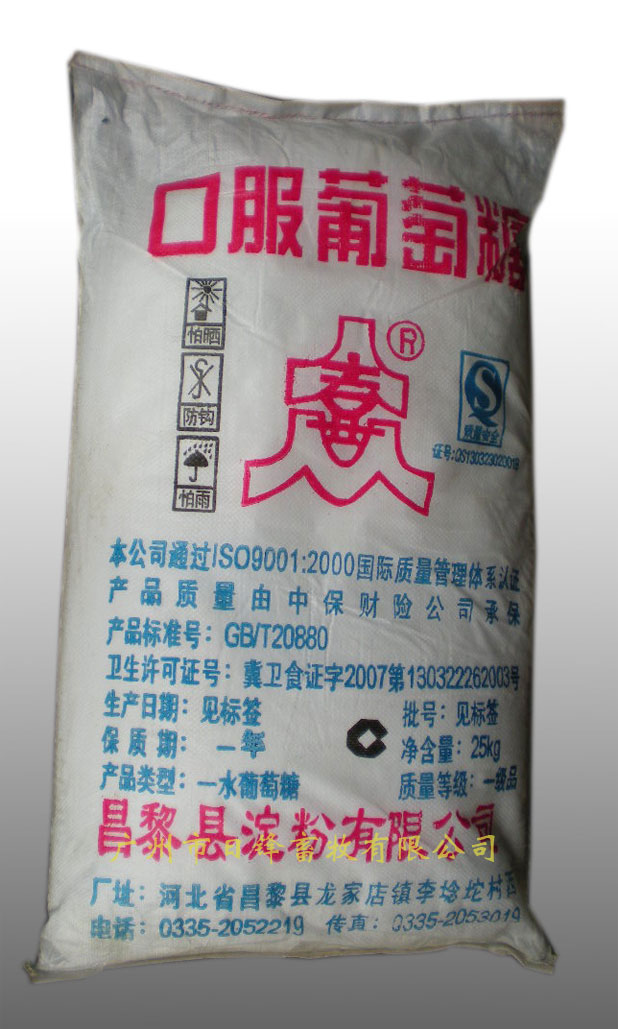 口服葡萄糖
怕晒
防钩
怕雨
喜
®
QS
质量安全
证号:QS130323020019
本公司通过ISO9001:2000国际质量管理体系认证
产品质量由中保财险公司承保
产品标准号:GB/T20880
卫生许可证号:冀卫食证字2007第130322262003号
生产日期:见标签 批号:见标签
保质期:一年 净含量:25kg
产品类型:一水葡萄糖 质量等级:一级品
昌黎县淀粉有限公司
广州市日锋畜牧有限公司
厂址:河北省昌黎县龙家店镇李埝坨村西
电话:0335-2052219 传真:0335-2053019